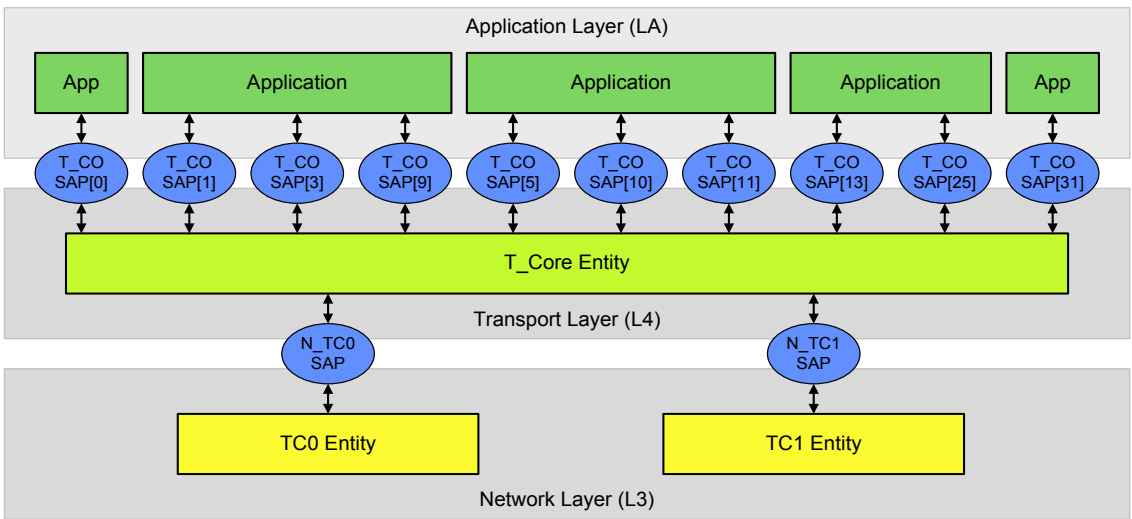 Application Layer (LA)
App
Application
Application
Application
App
T_CO
SAP[0]
T_CO
SAP[1]
T_CO
SAP[3]
T_CO
SAP[9]
T_CO
SAP[5]
T_CO
SAP[10]
T_CO
SAP[11]
T_CO
SAP[13]
T_CO
SAP[25]
T_CO
SAP[31]
T_Core Entity
Transport Layer (L4)
N_TC0
SAP
N_TC1
SAP
TC0 Entity
TC1 Entity
Network Layer (L3)